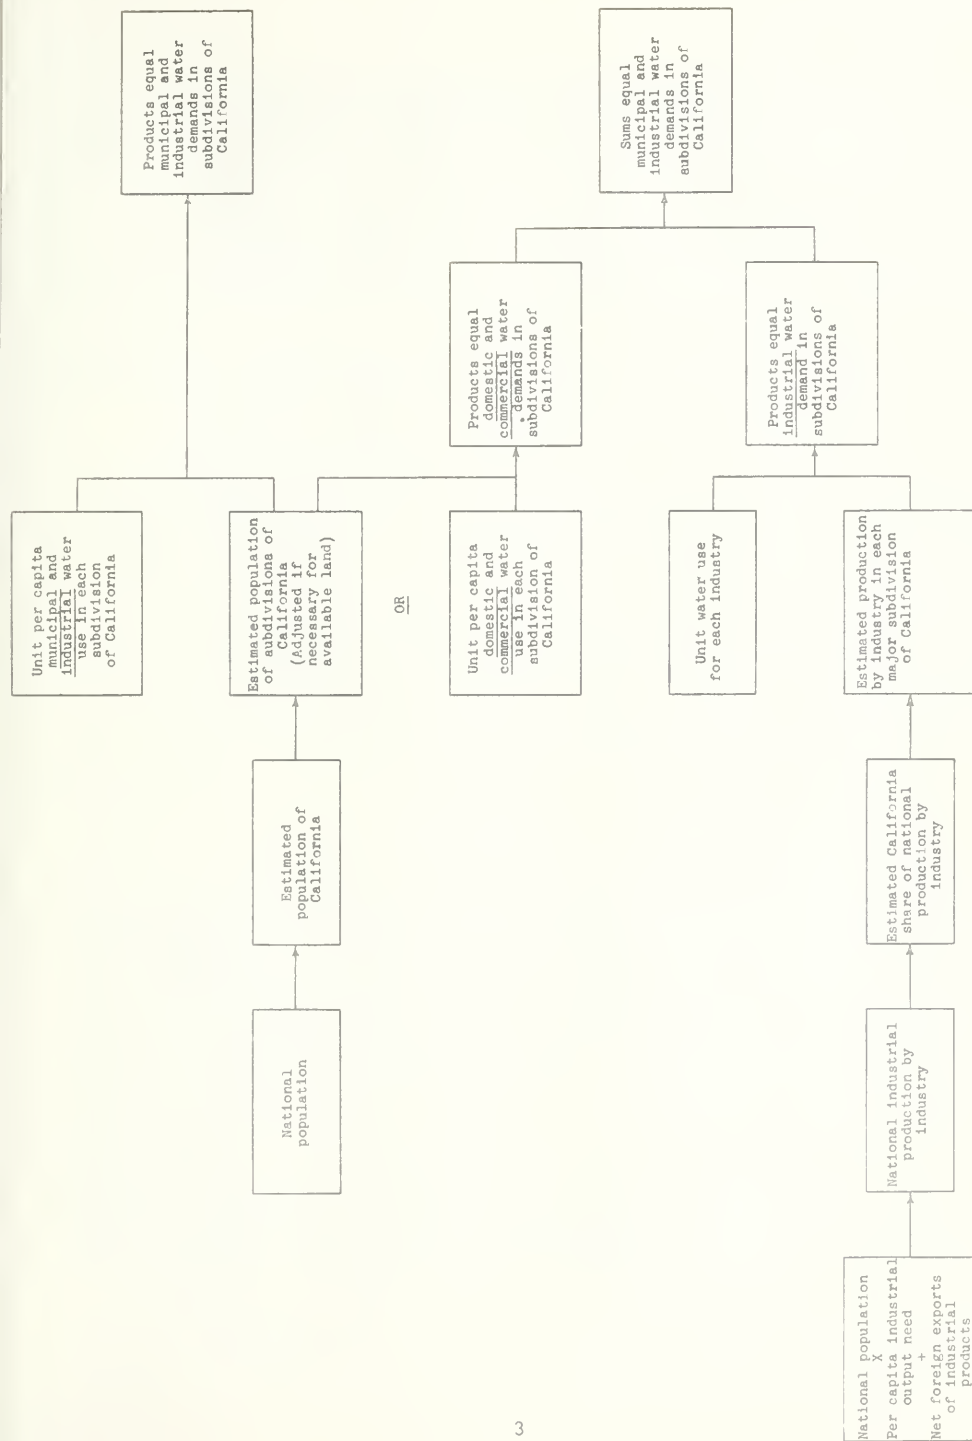 Unit per capita
municipal and
industrial water
use in each
subdivision
of California
Products equal
municipal and
industrial water
demands in
subdivisions of
California
National
population
Estimated
population of
California
Estimated population
of subdivisions of
California
(Adjusted if
necessary for
available land)
OR
Unit per capita
domestic and
commercial water
use in each
subdivision of
California
Products equal
domestic and
commercial water
demands in
subdivisions of
California
Sums equal
municipal and
industrial water
demands in
subdivisions of
California
Unit water use
for each industry
Products equal
industrial water
demand in
subdivisions of
California
National population
X
Per capita industrial
output need
+
Net foreign exports
of industrial
products
National industrial
production by
industry
Estimated California
share of national
production by
industry
Estimated production
by industry in each
major subdivision
of California
3